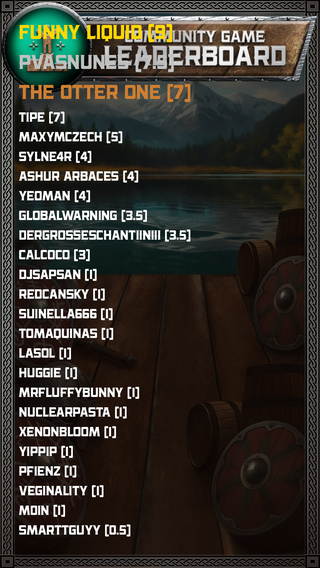 COMMUNITY GAME
LEADERBOARD
FUNNY LIQUID [9]
THE OTTER ONE [7]
TIPE [7]
MAXYMCZECH [5]
SYLNE4R [4]
ASHUR ARBACES [4]
YEOMAN [4]
GLOBALWARNING [3.5]
DERGROSSESCHANTIINIII [3.5]
CALCOCO [3]
DJSAPSAN [1]
REDCANSKY [1]
SUINELLA666 [1]
TOMAQUINAS [1]
LASOL [1]
HUGGIE [1]
MRFLUFFYBUNNY [1]
NUCLEARPASTA [1]
XENONBLOOM [1]
YIPPIP [1]
PFIENZ [1]
VEGINALITY [1]
MOIN [1]
SMARTTGUYY [0.5]